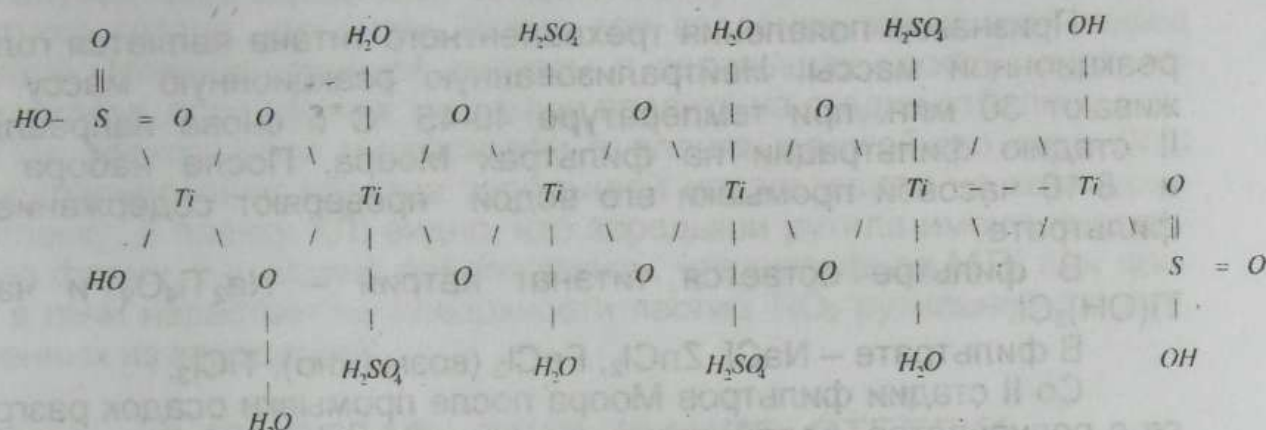 O H₂O H₂SO₄ H₂O H₂SO₄ OH
HO– S = O O O O O
Ti Ti Ti Ti Ti - - - Ti O
HO O O O O S = O
H₂SO₄ H₂O H₂SO₄ H₂O OH
H₂O